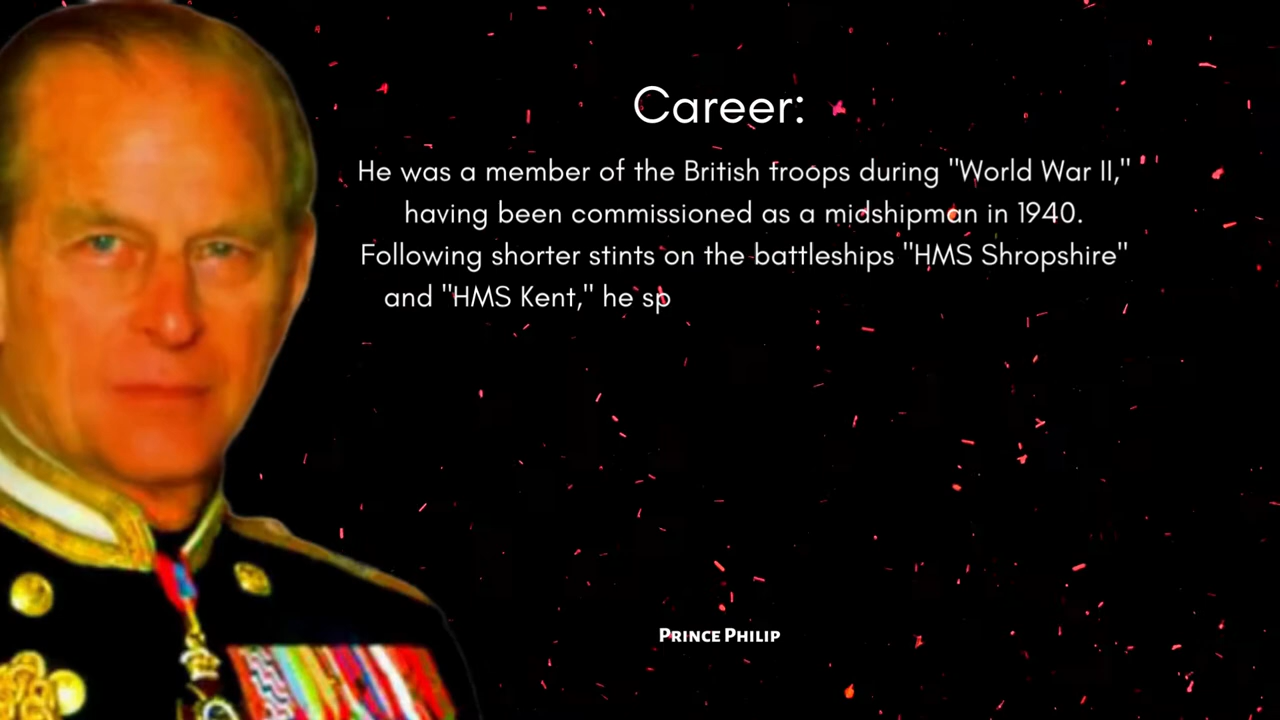 Career:
He was a member of the British troops during "World War II,"
having been commissioned as a midshipman in 1940.
Following shorter stints on the battleships "HMS Shropshire"
and "HMS Kent," he sp
Prince Philip